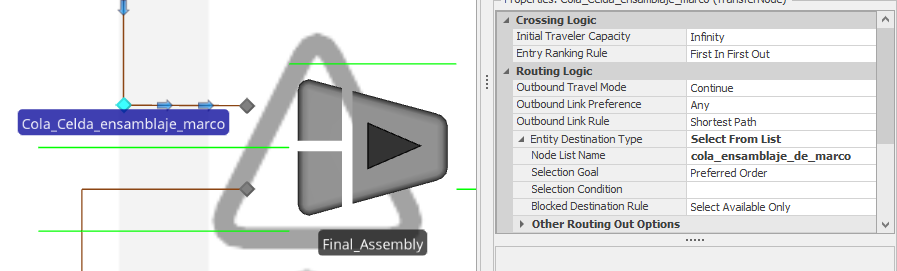 Cola_Celda_ensamblaje_marco
Final_Assembly
Properties: Cola_Celda_ensamblaje_marco (TransferNode)
Crossing Logic
Initial Traveler Capacity Infinity
Entry Ranking Rule First In First Out
Routing Logic
Outbound Travel Mode Continue
Outbound Link Preference Any
Outbound Link Rule Shortest Path
Entity Destination Type Select From List
Node List Name cola_ensamblaje_de_marco
Selection Goal Preferred Order
Selection Condition
Blocked Destination Rule Select Available Only
Other Routing Out Options